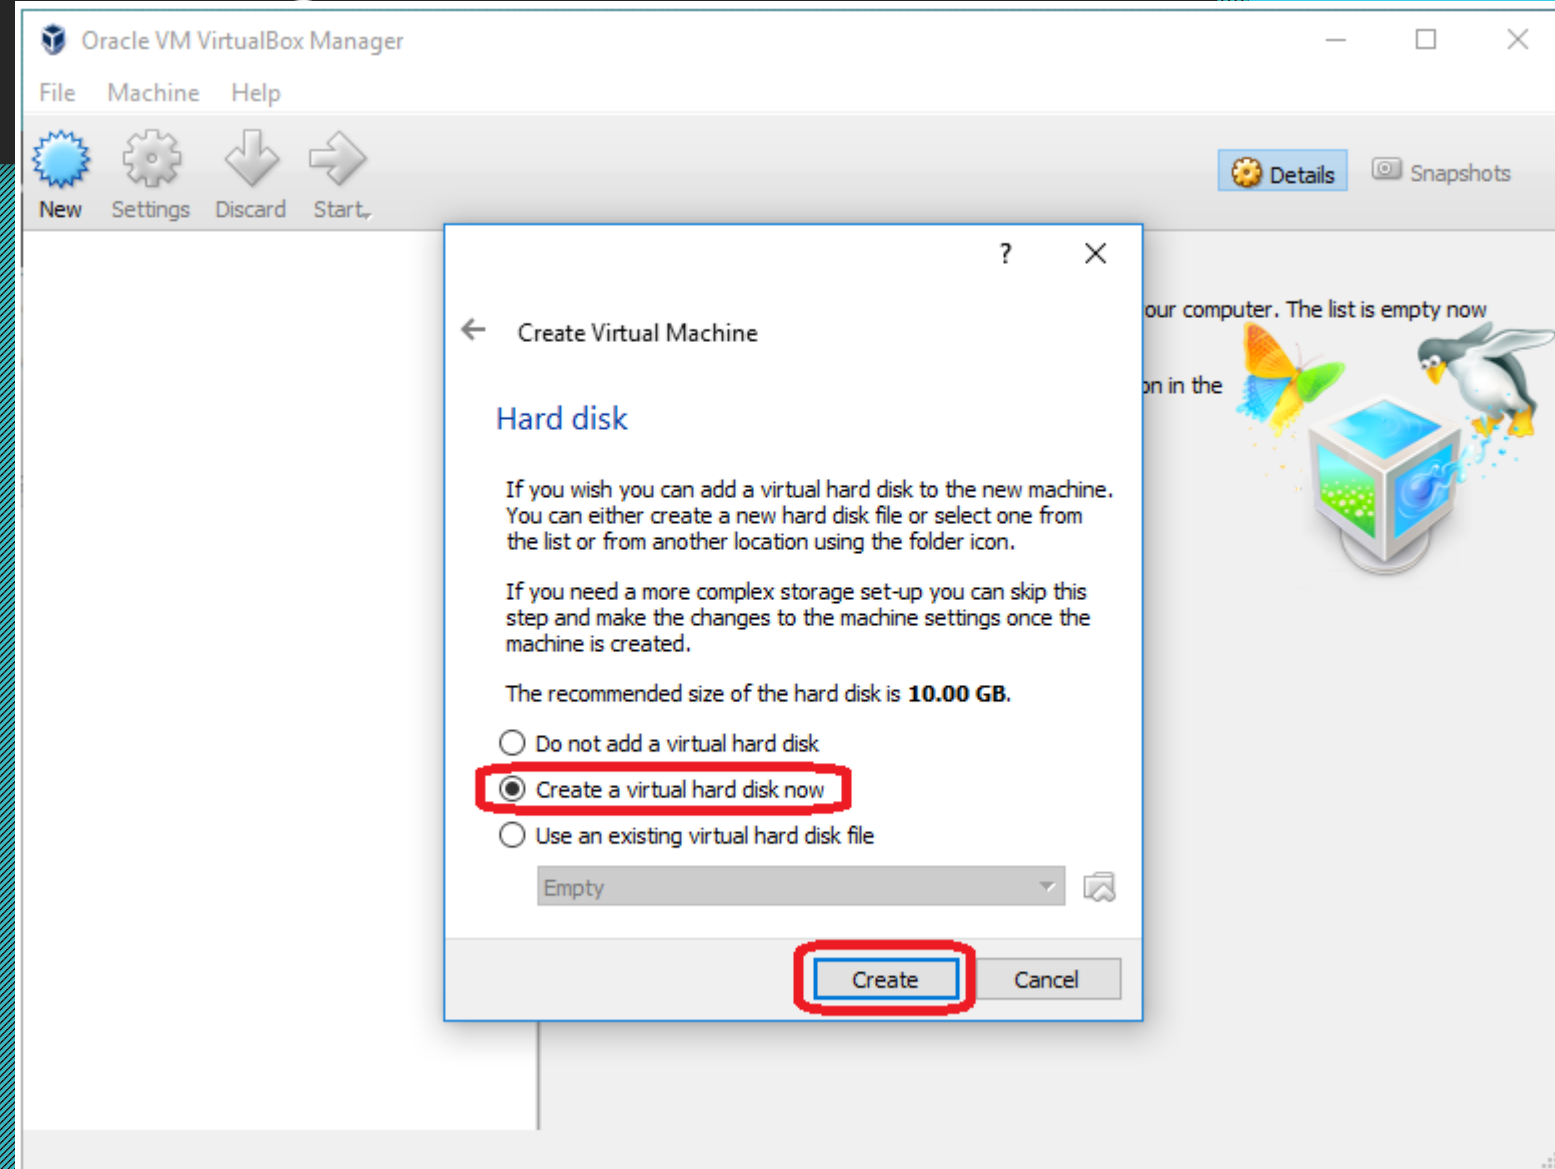 Oracle VM VirtualBox Manager
File Machine Help
New Settings Discard Start
Details Snapshots
our computer. The list is empty now
on in the
?
Create Virtual Machine
Hard disk
If you wish you can add a virtual hard disk to the new machine.
You can either create a new hard disk file or select one from
the list or from another location using the folder icon.
If you need a more complex storage set-up you can skip this
step and make the changes to the machine settings once the
machine is created.
The recommended size of the hard disk is 10.00 GB.
Do not add a virtual hard disk
Create a virtual hard disk now
Use an existing virtual hard disk file
Empty
Create Cancel